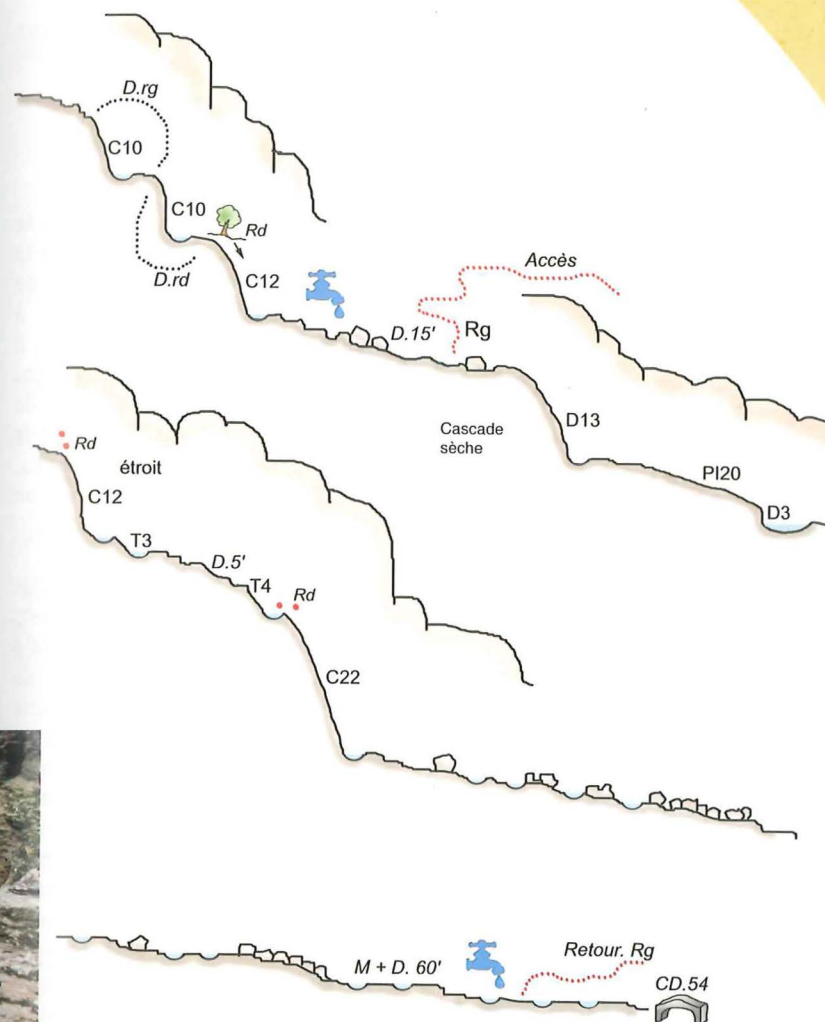 D.rg
C10
C10
Rd
D.rd
C12
Accès
D.15'
Rg
Cascade
sèche
D13
Pl20
D3
Rd
étroit
C12
T3
D.5'
T4
Rd
C22
M + D. 60'
Retour. Rg
CD.54